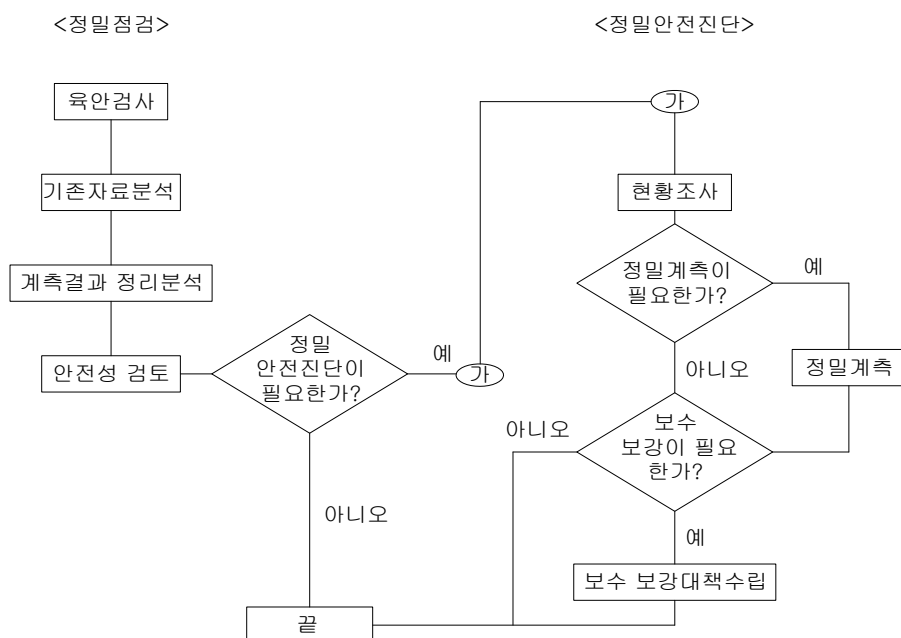 <정밀점검>
<정밀안전진단>
육안검사
기존자료분석
계측결과 정리분석
안전성 검토
정밀
안전진단이
필요한가?
예
가
아니오
끝
가
현황조사
정밀계측이
필요한가?
예
정밀계측
아니오
보수
보강이 필요
한가?
아니오
예
보수 보강대책수립